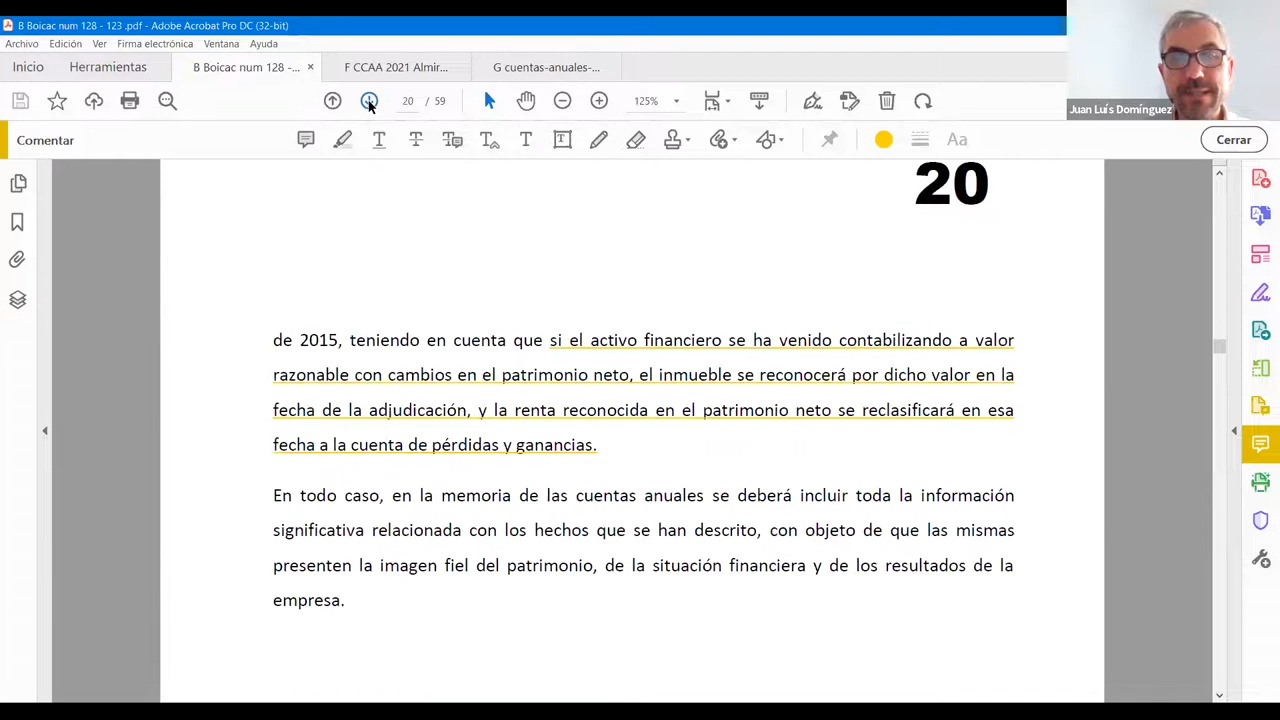 B Boicac num 128 - 123 .pdf - Adobe Acrobat Pro DC (32-bit)
Archivo Edición Ver Firma electrónica Ventana Ayuda
Inicio Herramientas B Boicac num 128 -... × F CCAA 2021 Almir... G cuentas-anuales-...
20 / 59 125%
Juan Luís Domínguez
Comentar Aa Cerrar
20
de 2015, teniendo en cuenta que si el activo financiero se ha venido contabilizando a valor
razonable con cambios en el patrimonio neto, el inmueble se reconocerá por dicho valor en la
fecha de la adjudicación, y la renta reconocida en el patrimonio neto se reclasificará en esa
fecha a la cuenta de pérdidas y ganancias.
En todo caso, en la memoria de las cuentas anuales se deberá incluir toda la información
significativa relacionada con los hechos que se han descrito, con objeto de que las mismas
presenten la imagen fiel del patrimonio, de la situación financiera y de los resultados de la
empresa.